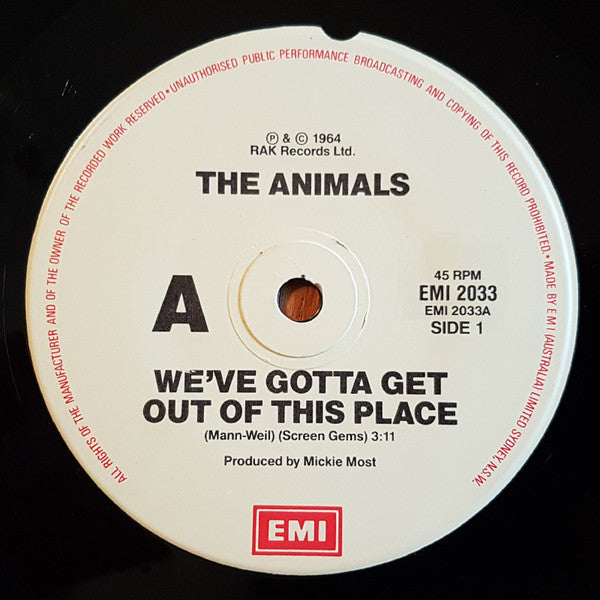 ALL RIGHTS OF THE MANUFACTURER AND OF THE OWNER OF THE RECORDED WORK RESERVED • UNAUTHORISED PUBLIC PERFORMANCE BROADCASTING AND COPYING OF THIS RECORD PROHIBITED. • MADE BY E M I (AUSTRALIA) LIMITED SYDNEY, N.S.W.
Ⓟ & © 1964
RAK Records Ltd.
THE ANIMALS
A
45 RPM
EMI 2033
EMI 2033A
SIDE 1
WE'VE GOTTA GET
OUT OF THIS PLACE
(Mann-Weil) (Screen Gems) 3:11
Produced by Mickie Most
EMI